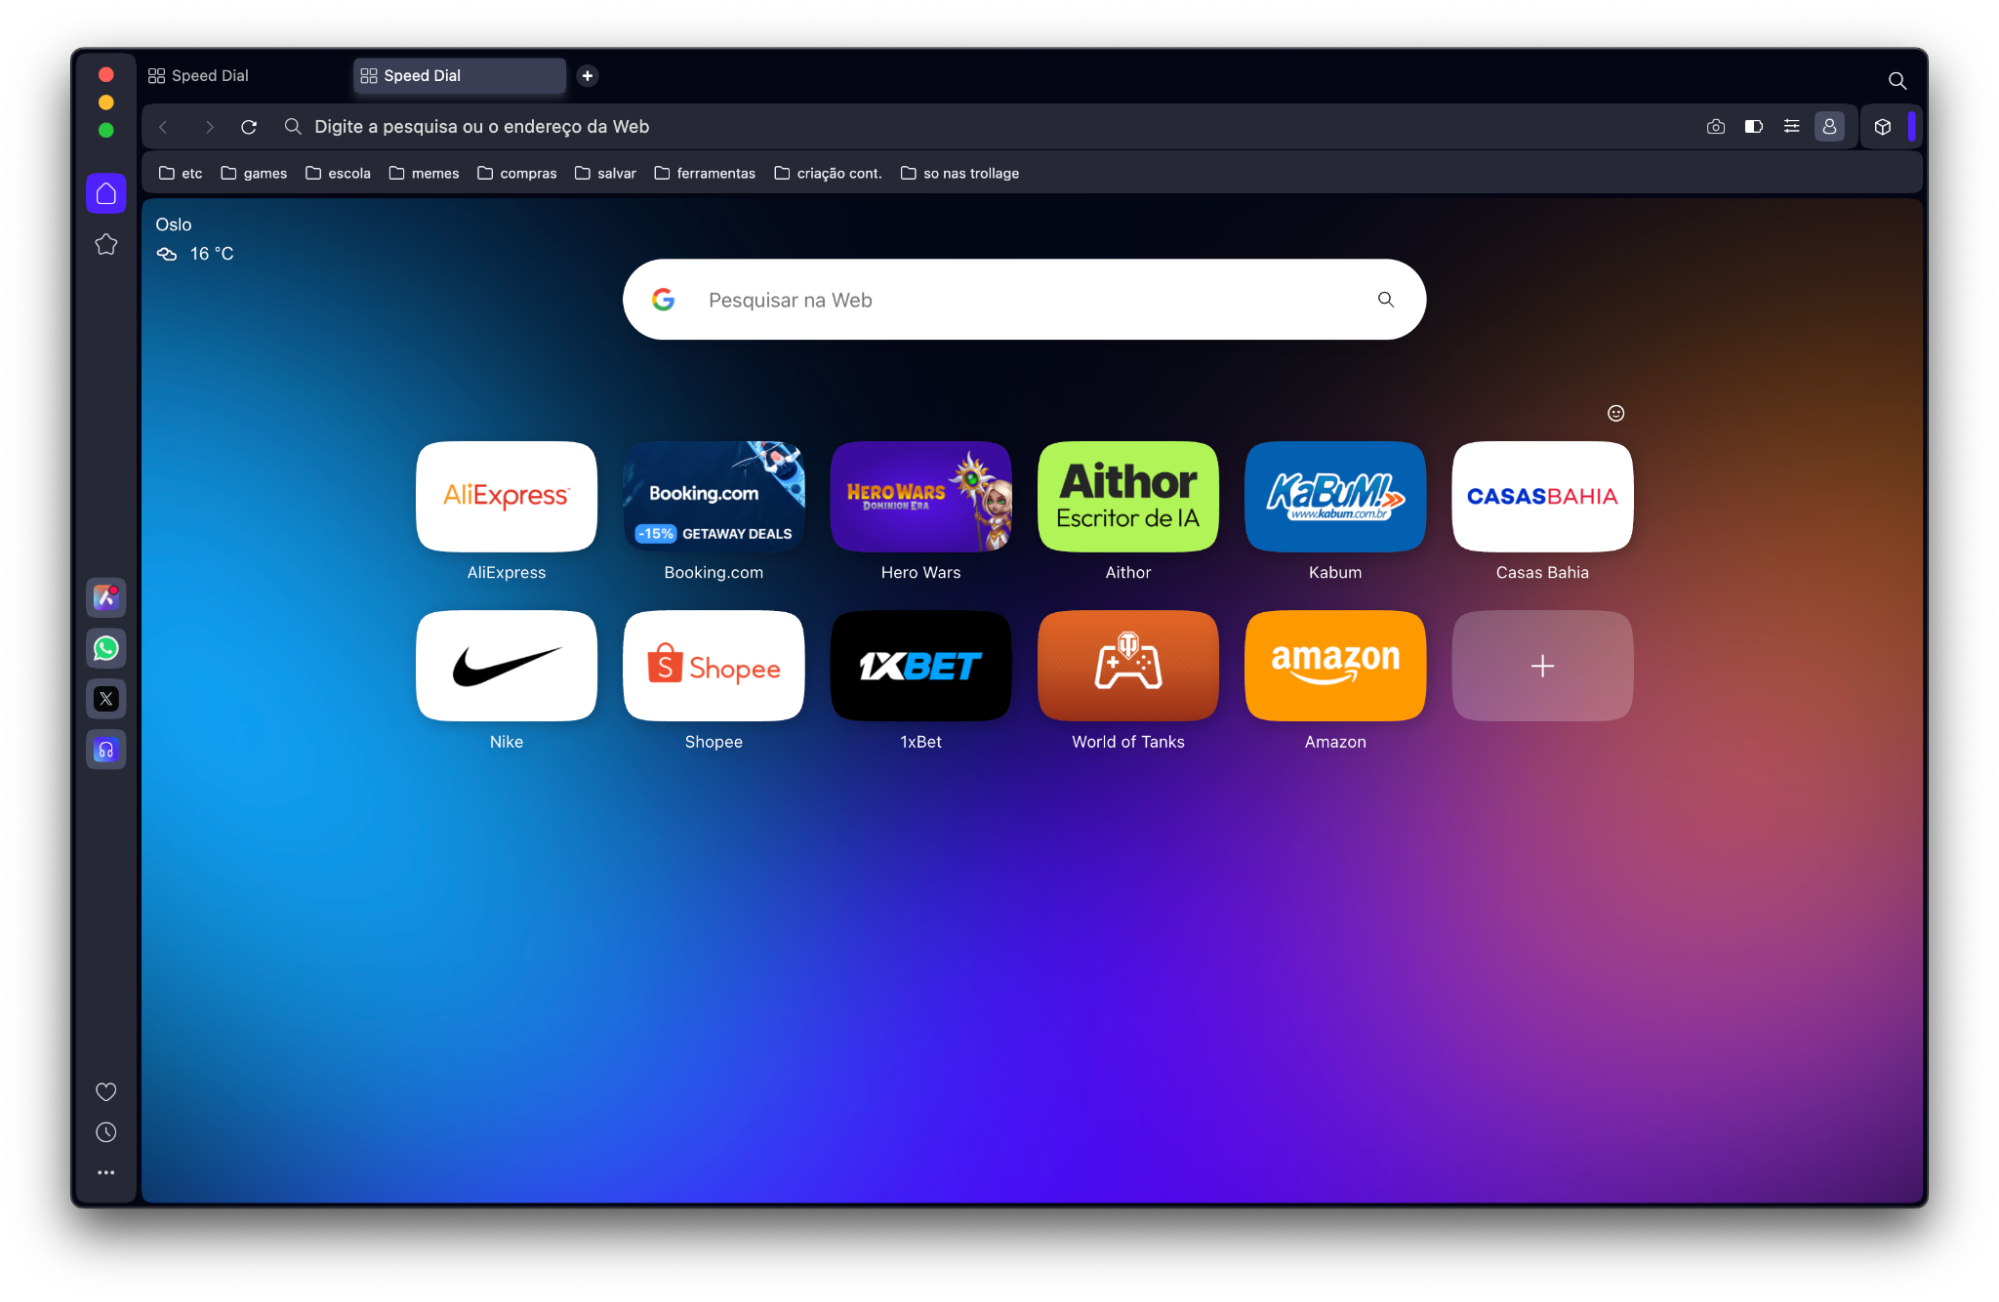 Speed Dial
Speed Dial
Digite a pesquisa ou o endereço da Web
etc
games
escola
memes
compras
salvar
ferramentas
criação cont.
so nas trollage
Oslo
16 °C
Pesquisar na Web
AliExpress
Booking.com
-15% GETAWAY DEALS
HERO WARS
DOMINION ERA
Aithor
Escritor de IA
KaBuM!
www.kabum.com.br
CASASBAHIA
AliExpress
Booking.com
Hero Wars
Aithor
Kabum
Casas Bahia
Shopee
1XBET
amazon
Nike
Shopee
1xBet
World of Tanks
Amazon